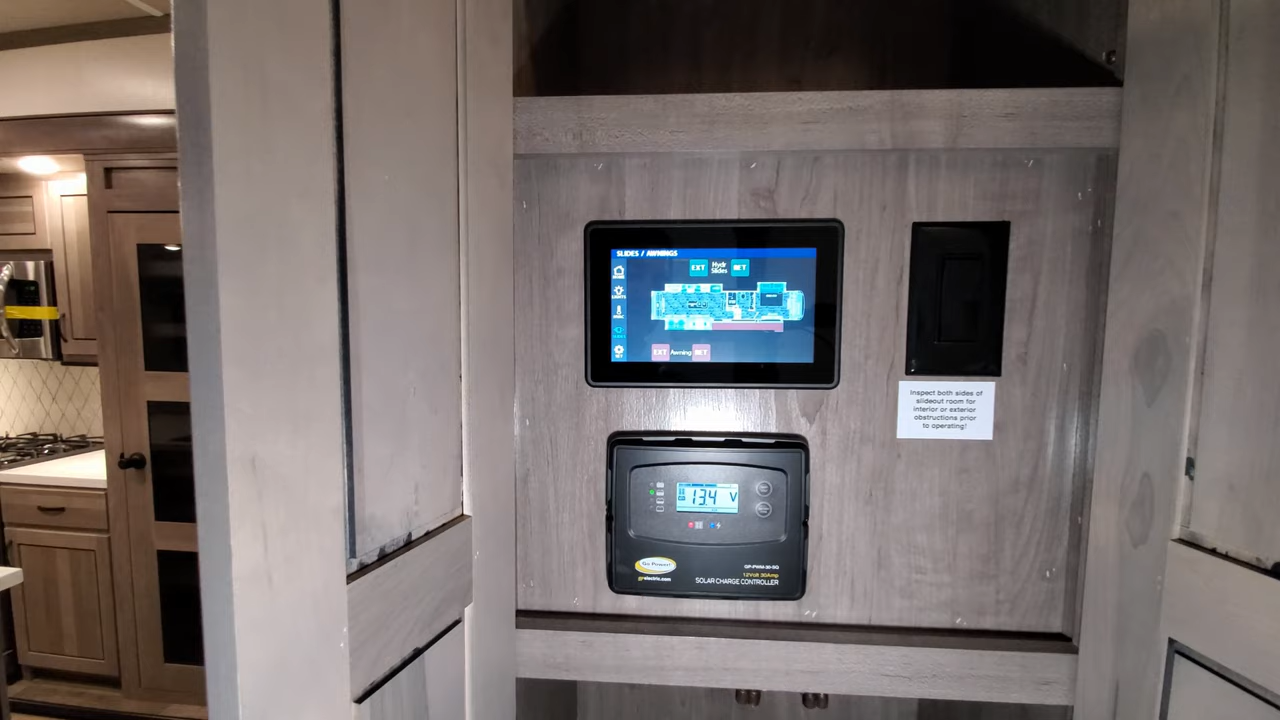 SLIDES / AWNINGS
EXT Hydr Slides RET
LIGHTS
EXT Awning RET
Inspect both sides of
slideout room for
interior or exterior
obstructions prior
to operating!
13.4 V
Go Power!
gpelectric.com
GP-PWM-30-SQ
12Volt 30Amp
SOLAR CHARGE CONTROLLER